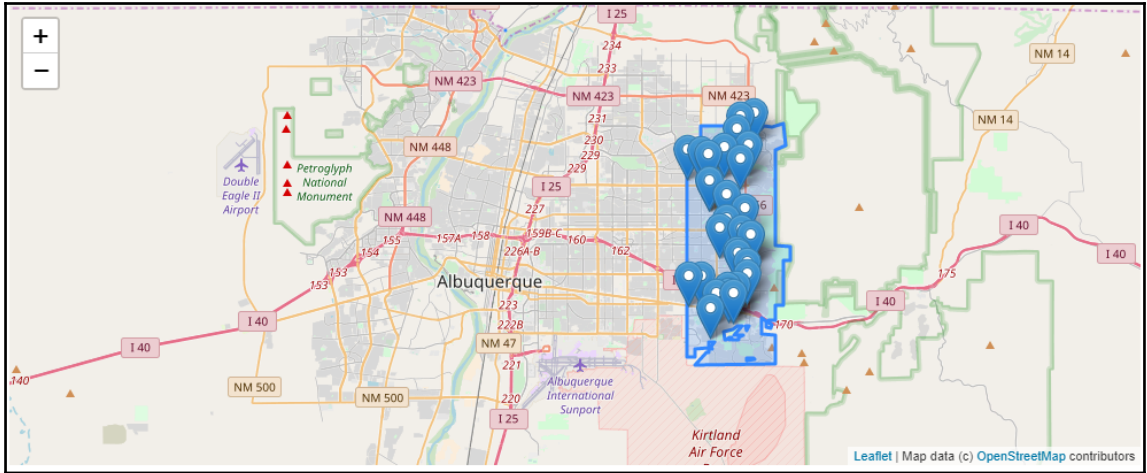 +
−
I 25
234
233
NM 14
NM 423
NM 423
NM 423
231
NM 14
230
229
229
NM 448
Petroglyph
National
Monument
Double
Eagle II
Airport
I 25
227
NM 448
155
157A
158
159B-C
160
162
226A-B
154
153
153
I 40
I 40
175
Albuquerque
223
I 40
222B
I 40
170
I 40
NM 47
221
140
NM 500
NM 500
220
Albuquerque
International
Sunport
I 25
Kirtland
Air Force
Leaflet | Map data (c) OpenStreetMap contributors